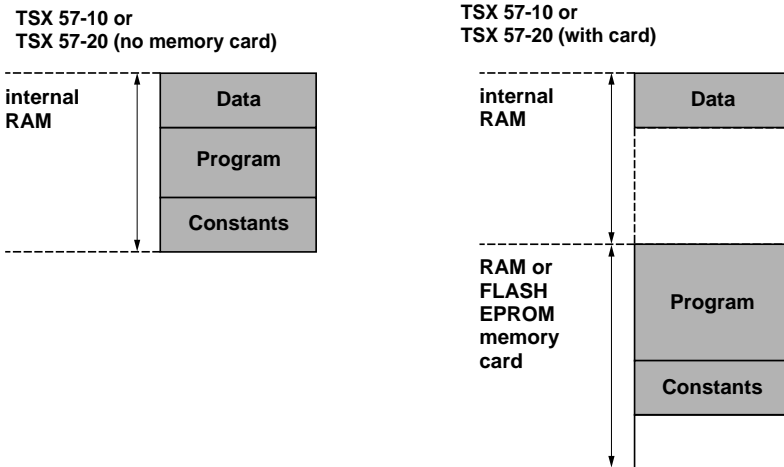 TSX 57-10 or
TSX 57-20 (no memory card)
internal
RAM
Data
Program
Constants
TSX 57-10 or
TSX 57-20 (with card)
internal
RAM
Data
RAM or
FLASH
EPROM
memory
card
Program
Constants